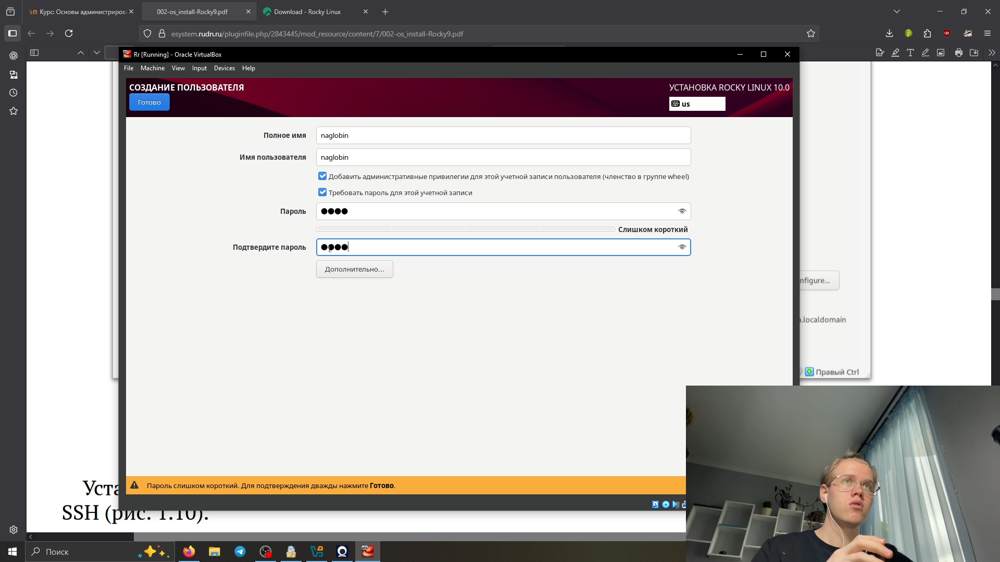 Курс: Основы администриров
002-os_install-Rocky9.pdf
Download - Rocky Linux
esystem.rudn.ru/pluginfile.php/2843445/mod_resource/content/7/002-os_install-Rocky9.pdf
Rr [Running] - Oracle VirtualBox
File Machine View Input Devices Help
СОЗДАНИЕ ПОЛЬЗОВАТЕЛЯ
УСТАНОВКА ROCKY LINUX 10.0
Готово
us
Полное имя
naglobin
Имя пользователя
naglobin
Добавить административные привилегии для этой учетной записи пользователя (членство в группе wheel)
Требовать пароль для этой учетной записи
Пароль
●●●●
Слишком короткий
Подтвердите пароль
●●●●
Дополнительно...
nfigure...
.localdomain
Правый Ctrl
Пароль слишком короткий. Для подтверждения дважды нажмите Готово.
Уста
SSH (рис. 1.10).
Поиск